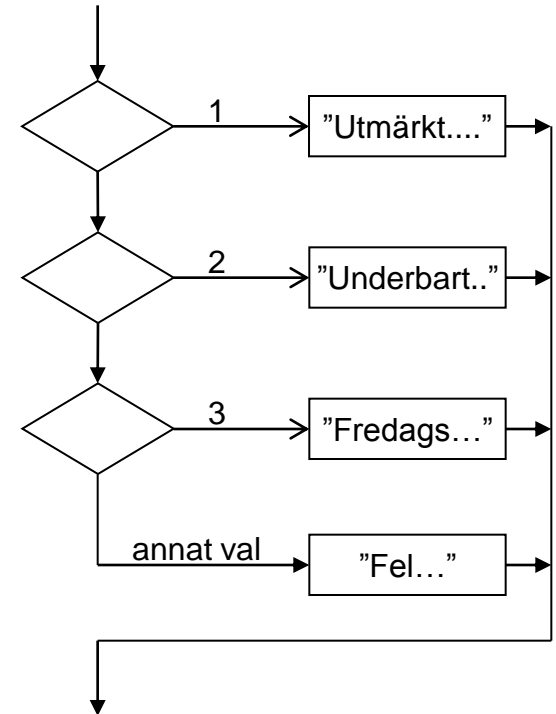 1
”Utmärkt....”
2
”Underbart..”
3
”Fredags...”
annat val
”Fel...”